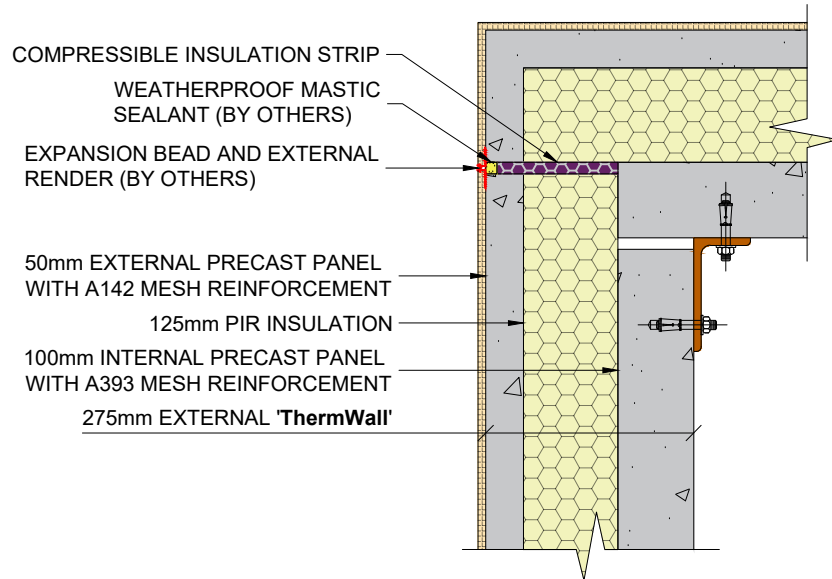 COMPRESSIBLE INSULATION STRIP
WEATHERPROOF MASTIC
SEALANT (BY OTHERS)
EXPANSION BEAD AND EXTERNAL
RENDER (BY OTHERS)
50mm EXTERNAL PRECAST PANEL
WITH A142 MESH REINFORCEMENT
125mm PIR INSULATION
100mm INTERNAL PRECAST PANEL
WITH A393 MESH REINFORCEMENT
275mm EXTERNAL 'ThermWall'